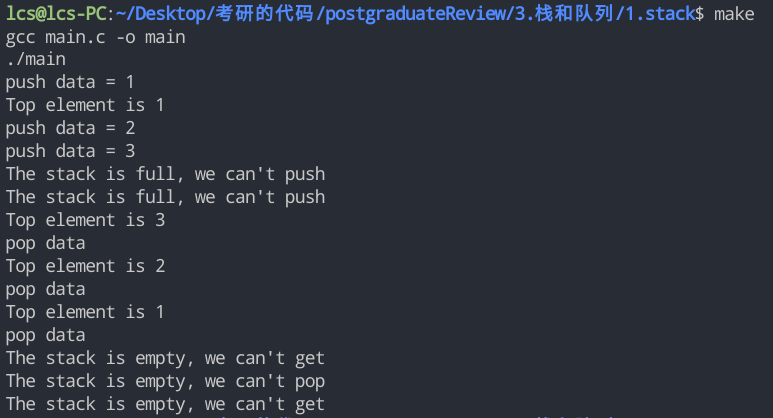 lcs@lcs-PC:~/Desktop/考研的代码/postgraduateReview/3.栈和队列/1.stack$ make
gcc main.c -o main
./main
push data = 1
Top element is 1
push data = 2
push data = 3
The stack is full, we can't push
The stack is full, we can't push
Top element is 3
pop data
Top element is 2
pop data
Top element is 1
pop data
The stack is empty, we can't get
The stack is empty, we can't pop
The stack is empty, we can't get